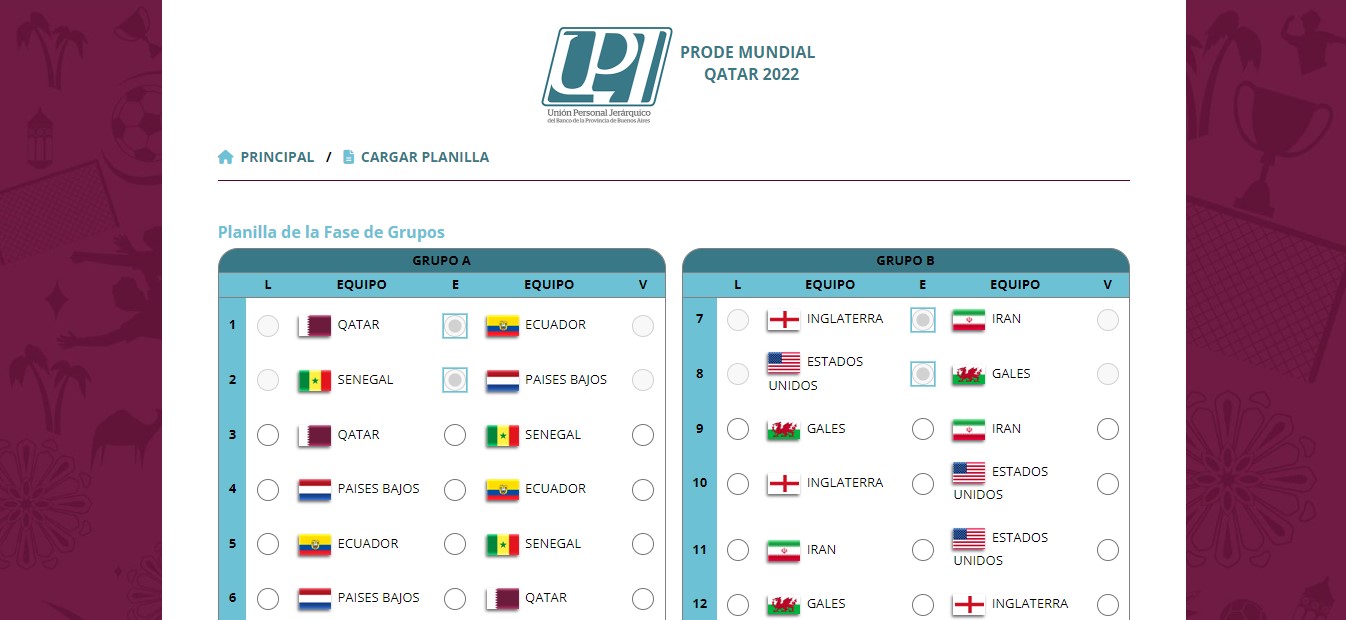 UPJ
Unión Personal Jerárquico
del Banco de la Provincia de Buenos Aires
PRODE MUNDIAL
QATAR 2022
PRINCIPAL / CARGAR PLANILLA
Planilla de la Fase de Grupos
GRUPO A
L EQUIPO E EQUIPO V
1 QATAR ECUADOR
2 SENEGAL PAISES BAJOS
3 QATAR SENEGAL
4 PAISES BAJOS ECUADOR
5 ECUADOR SENEGAL
6 PAISES BAJOS QATAR
GRUPO B
L EQUIPO E EQUIPO V
7 INGLATERRA IRAN
8 ESTADOS
UNIDOS GALES
9 GALES IRAN
10 INGLATERRA ESTADOS
UNIDOS
11 IRAN ESTADOS
UNIDOS
12 GALES INGLATERRA